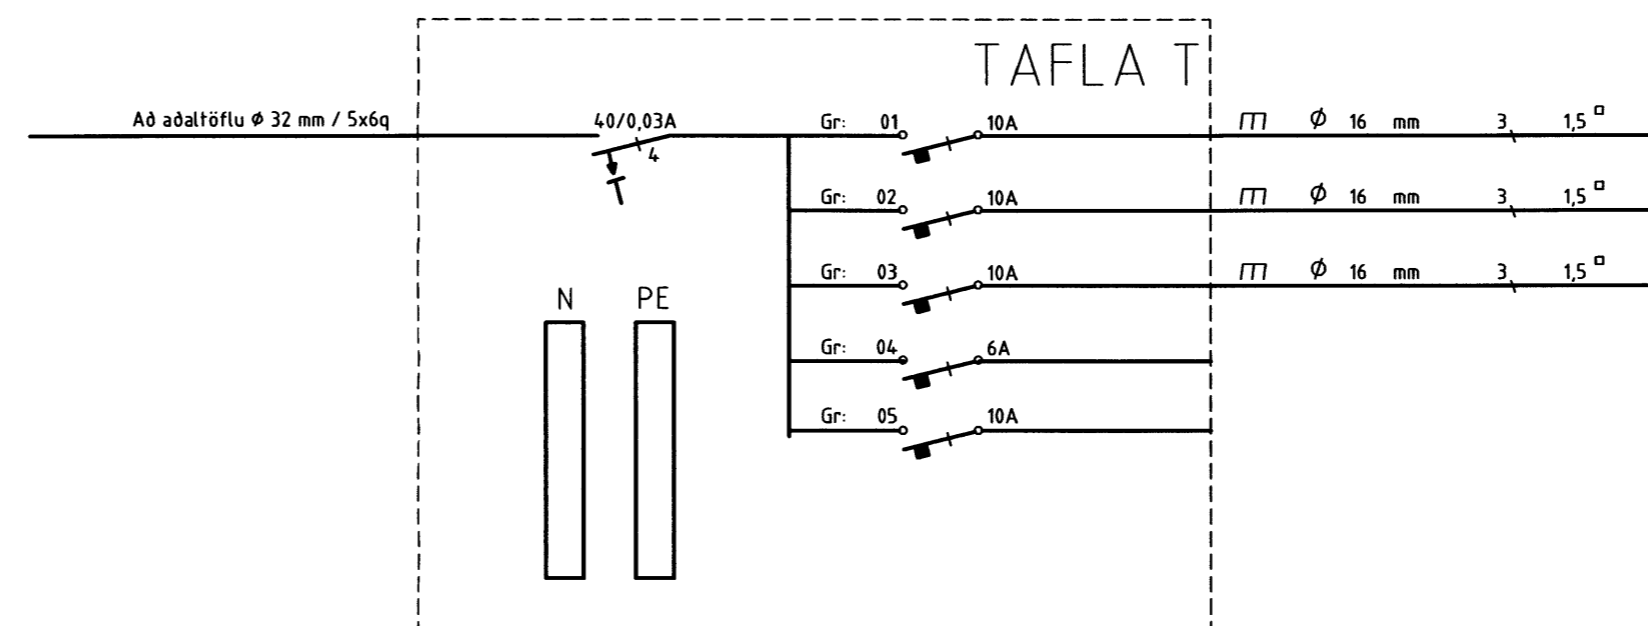 TAFLA T
Að aðaltöflu ϕ 32 mm / 5x6q
40/0,03A
4
Gr: 01 10A ϕ 16 mm 3 1,5 □
Gr: 02 10A ϕ 16 mm 3 1,5 □
Gr: 03 10A ϕ 16 mm 3 1,5 □
N PE
Gr: 04 6A
Gr: 05 10A